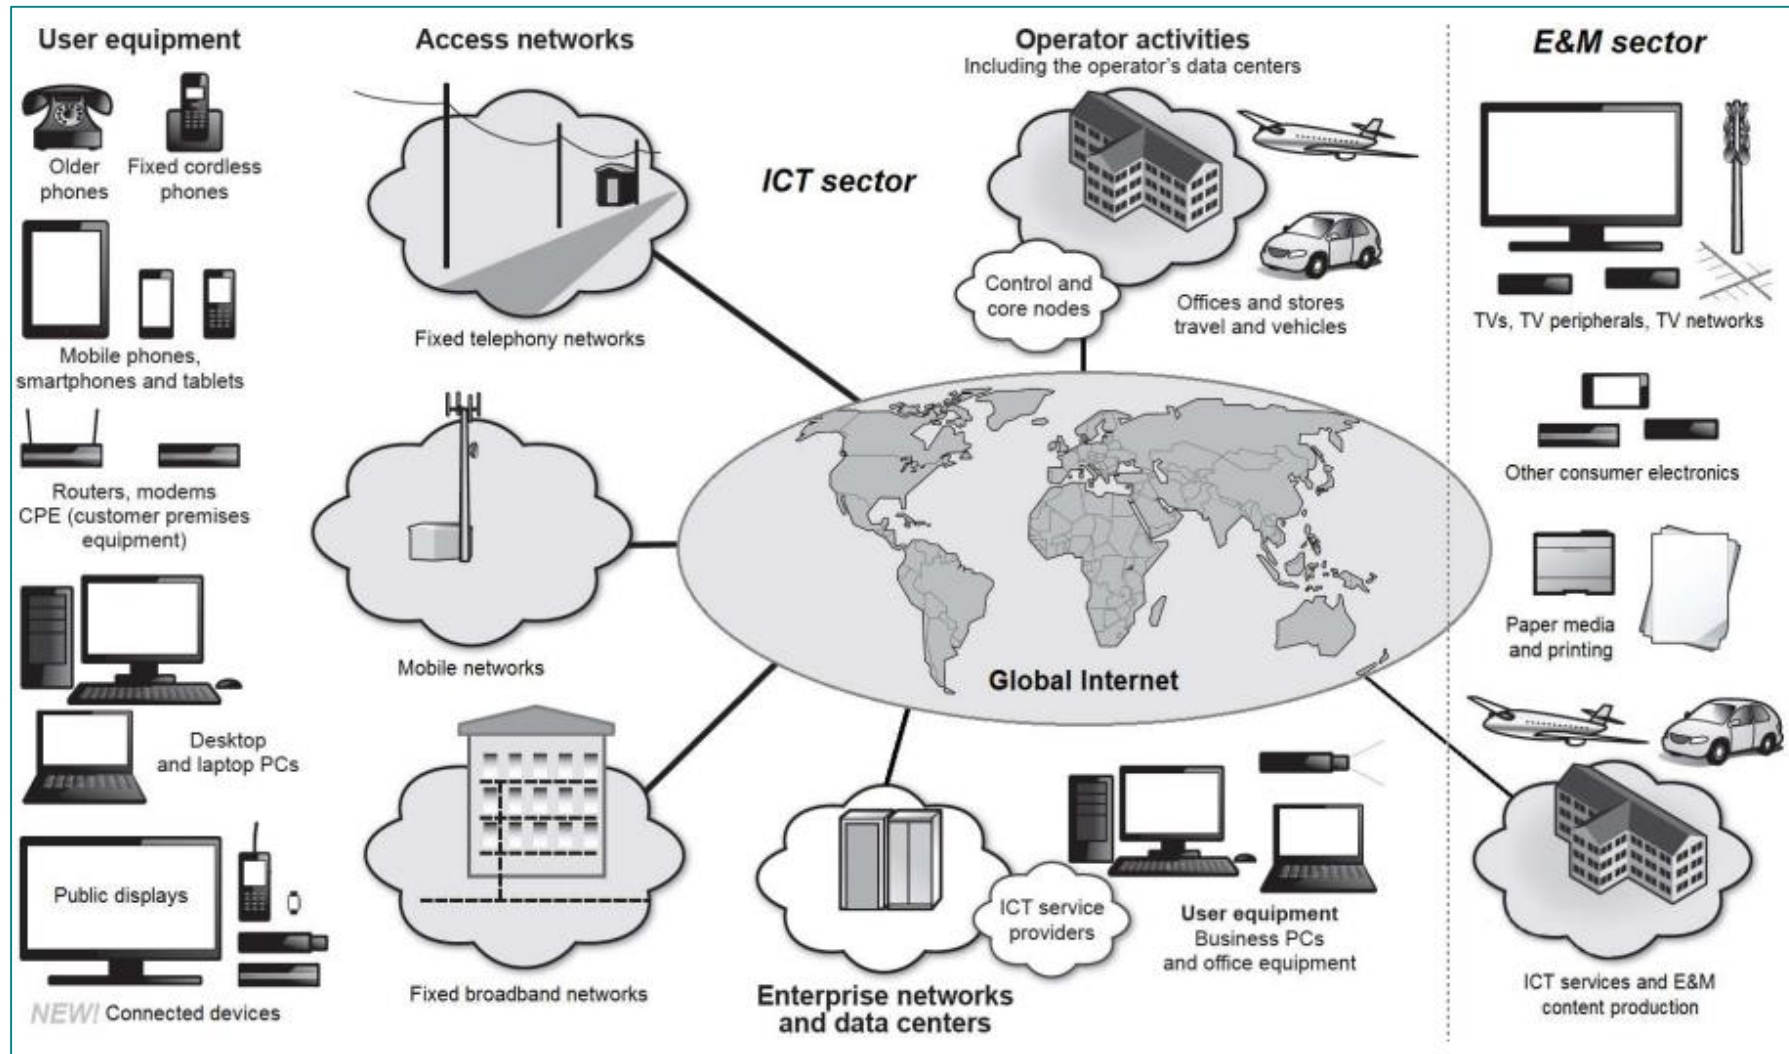 User equipment
Older
phones
Fixed cordless
phones
Mobile phones,
smartphones and tablets
Routers, modems
CPE (customer premises
equipment)
Desktop
and laptop PCs
Public displays
NEW! Connected devices
Access networks
Fixed telephony networks
Mobile networks
Fixed broadband networks
ICT sector
Operator activities
Including the operator's data centers
Control and
core nodes
Offices and stores
travel and vehicles
Global Internet
Enterprise networks
and data centers
ICT service
providers
User equipment
Business PCs
and office equipment
E&M sector
TVs, TV peripherals, TV networks
Other consumer electronics
Paper media
and printing
ICT services and E&M
content production